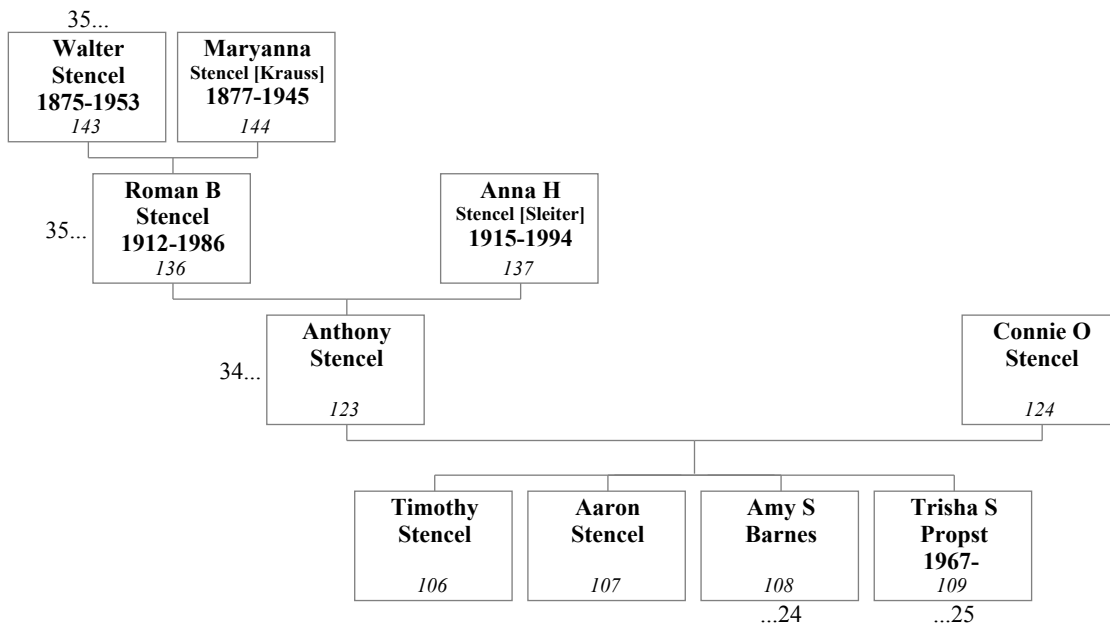 35...
Walter
Stencel
1875-1953
143
Maryanna
Stencel [Krauss]
1877-1945
144
35...
Roman B
Stencel
1912-1986
136
Anna H
Stencel [Sleiter]
1915-1994
137
34...
Anthony
Stencel
123
Connie O
Stencel
124
Timothy
Stencel
106
Aaron
Stencel
107
Amy S
Barnes
108
...24
Trisha S
Propst
1967-
109
...25